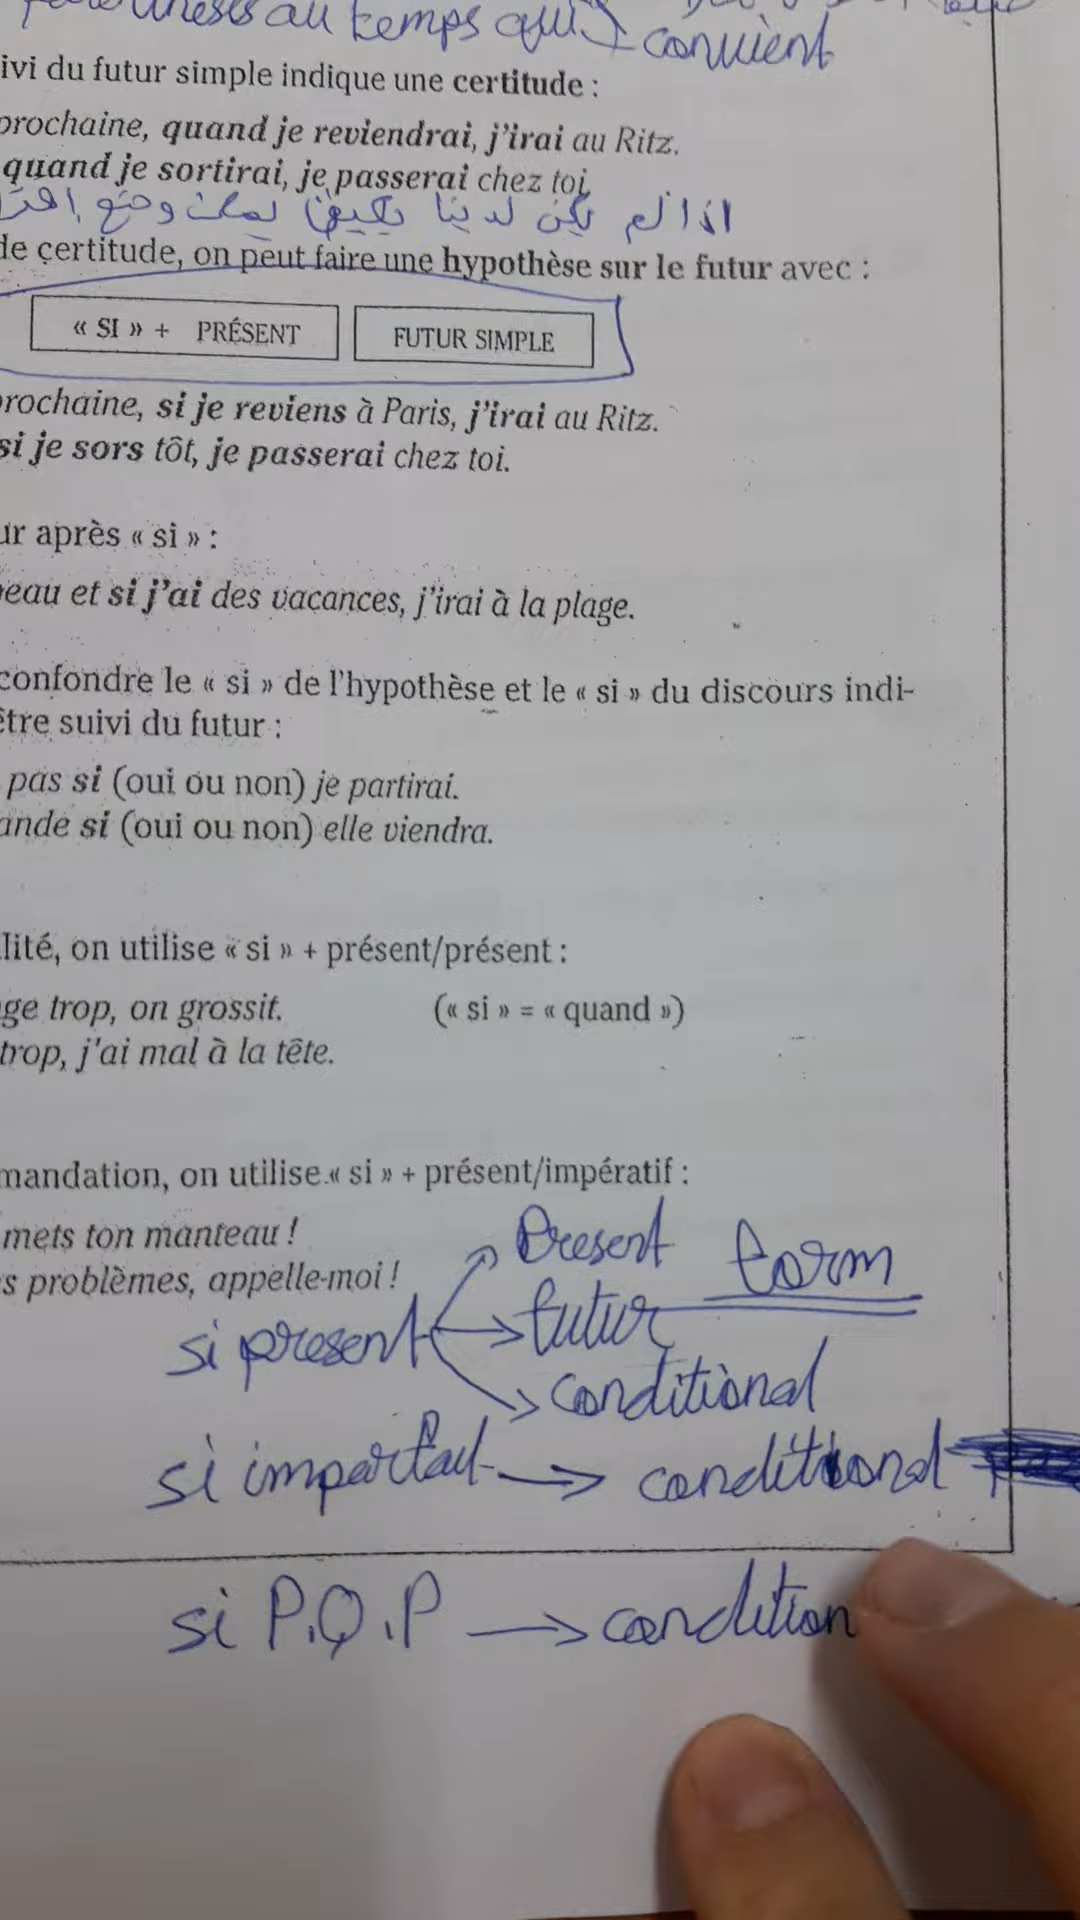 au temps qui convient
ivi du futur simple indique une certitude :
prochaine, quand je reviendrai, j'irai au Ritz.
quand je sortirai, je passerai chez toi.
اذا لم يكن لدينا
de certitude, on peut faire une hypothèse sur le futur avec :
« SI » + PRÉSENT FUTUR SIMPLE
prochaine, si je reviens à Paris, j'irai au Ritz.
si je sors tôt, je passerai chez toi.
ur après « si » :
beau et si j'ai des vacances, j'irai à la plage.
confondre le « si » de l'hypothèse et le « si » du discours indi-
être suivi du futur :
pas si (oui ou non) je partirai.
ande si (oui ou non) elle viendra.
lité, on utilise « si » + présent/présent :
ge trop, on grossit. (« si » = « quand »)
trop, j'ai mal à la tête.
mandation, on utilise « si » + présent/impératif :
mets ton manteau !
s problèmes, appelle-moi !
Present form
si present futur
conditional
si imparfait → conditional
si P.Q.P → condition